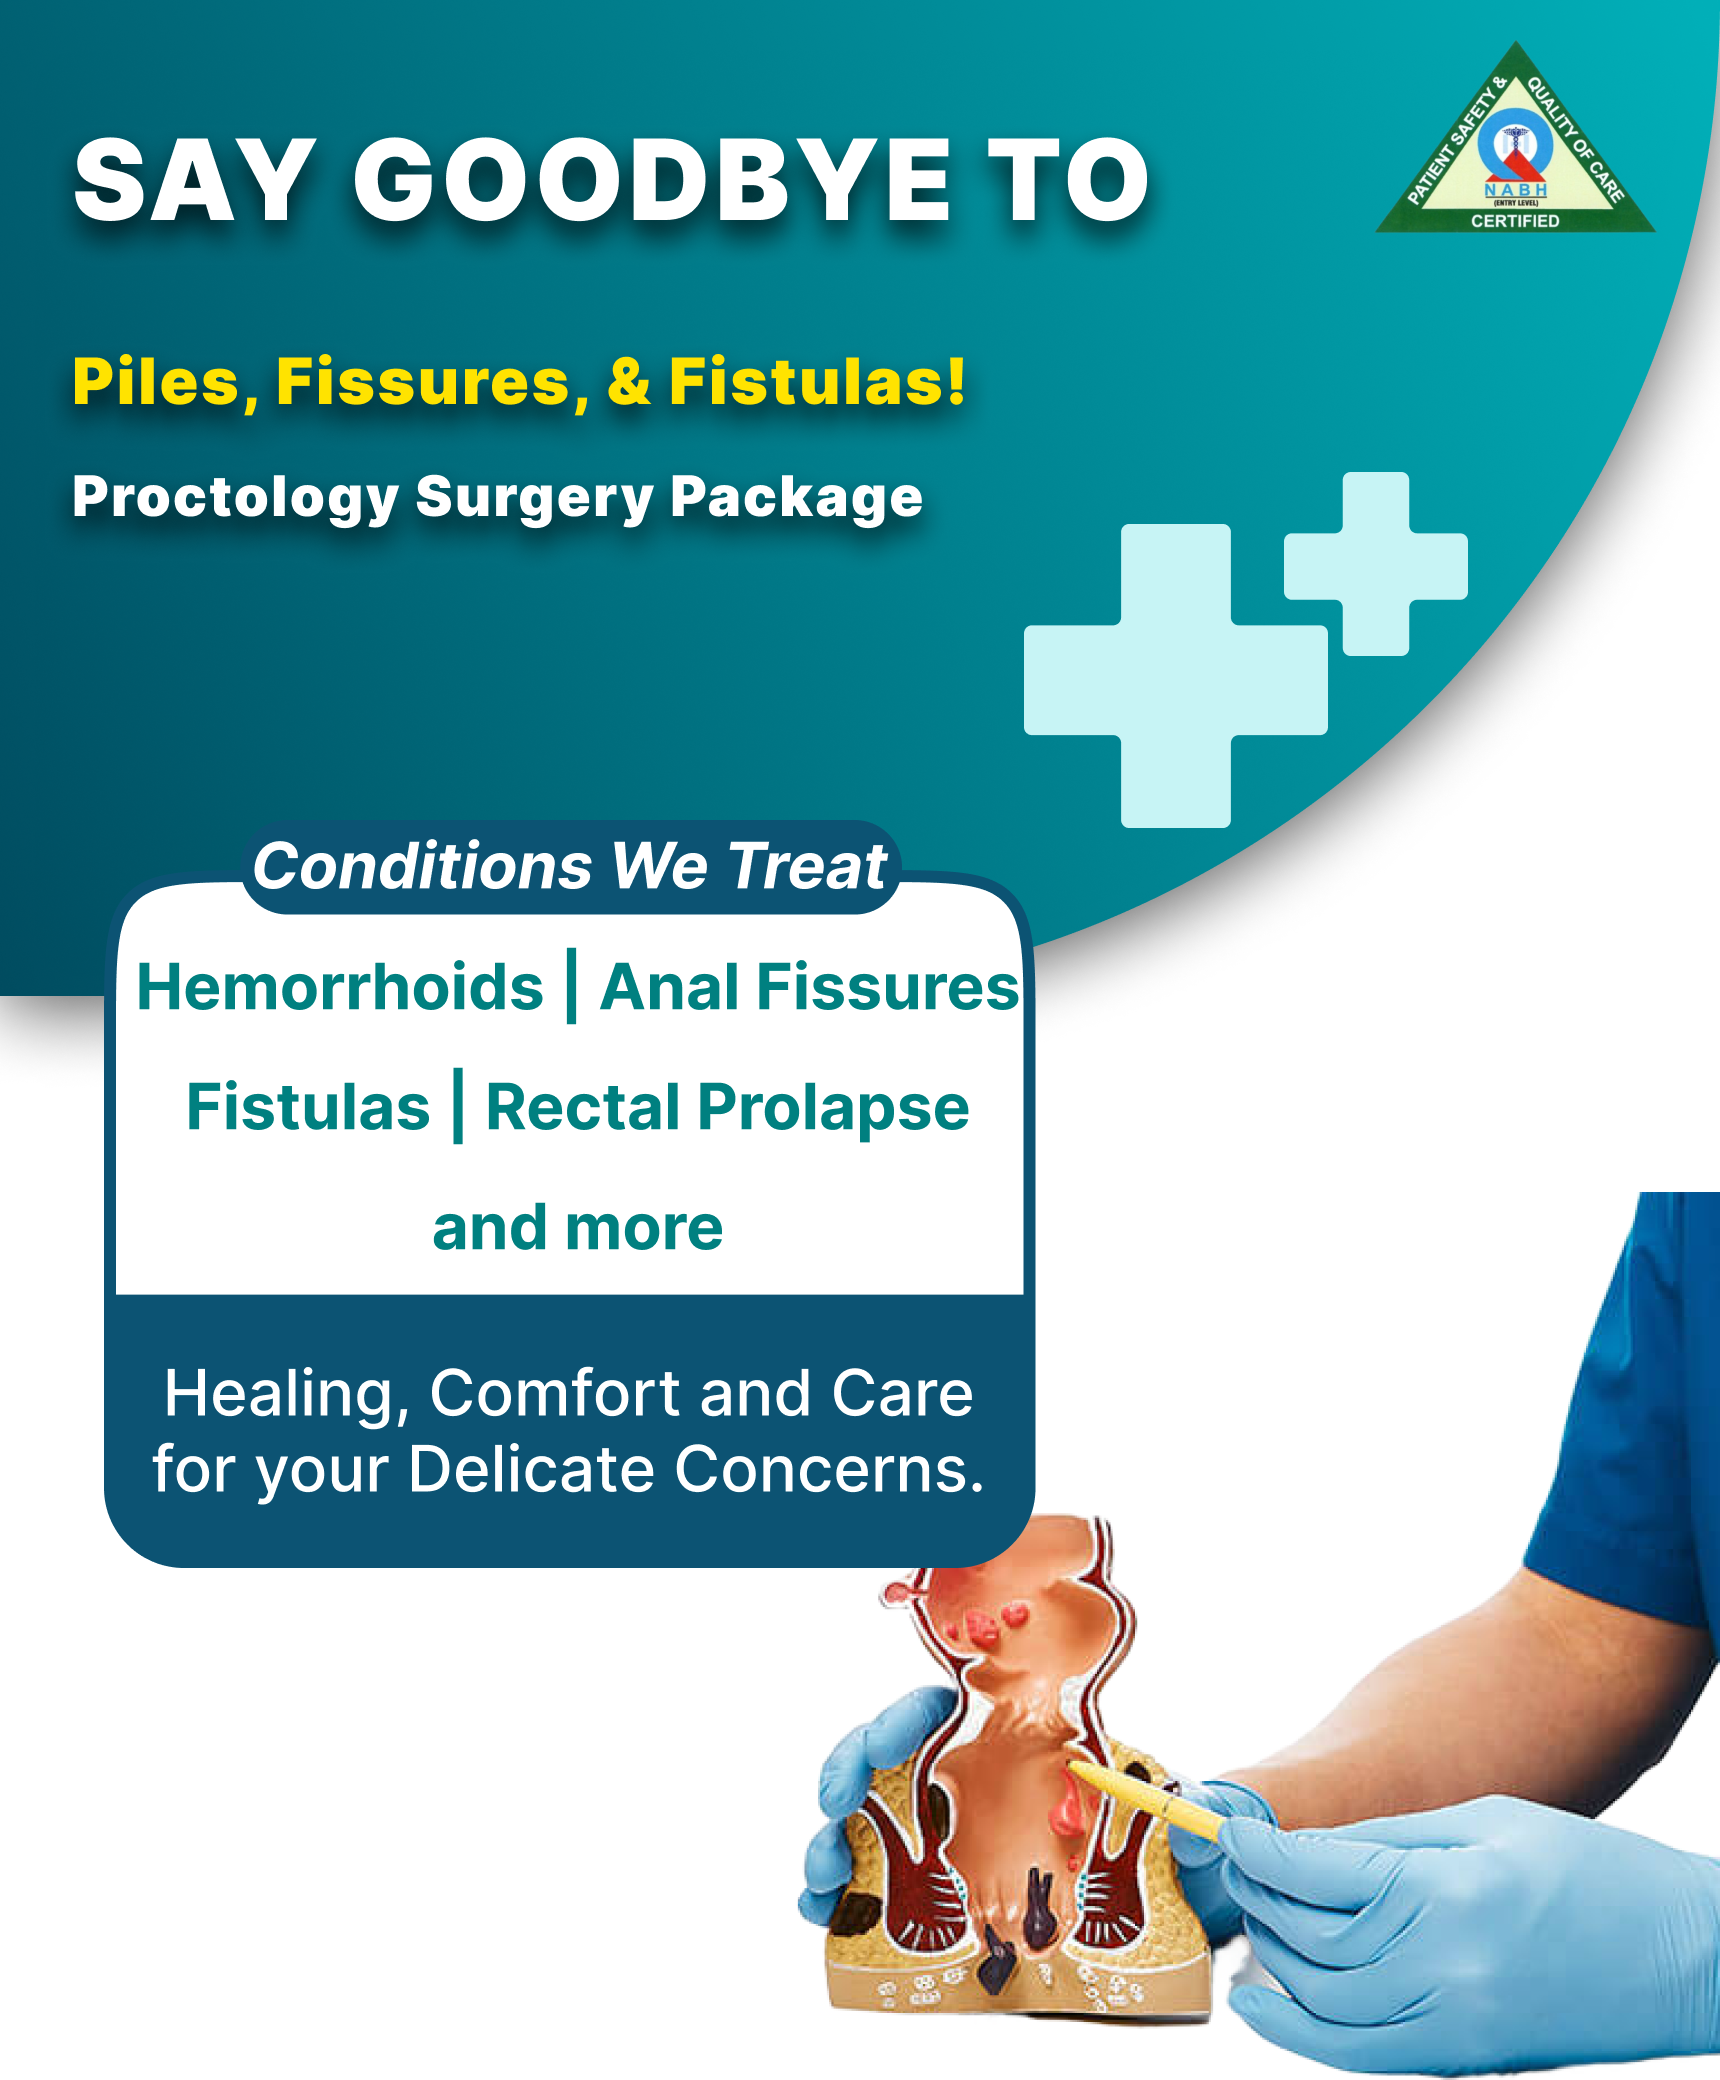 SAY GOODBYE TO
PATIENT SAFETY &
QUALITY OF CARE
NABH
(ENTRY LEVEL)
CERTIFIED
Piles, Fissures, & Fistulas!
Proctology Surgery Package
Conditions We Treat
Hemorrhoids | Anal Fissures
Fistulas | Rectal Prolapse
and more
Healing, Comfort and Care
for your Delicate Concerns.